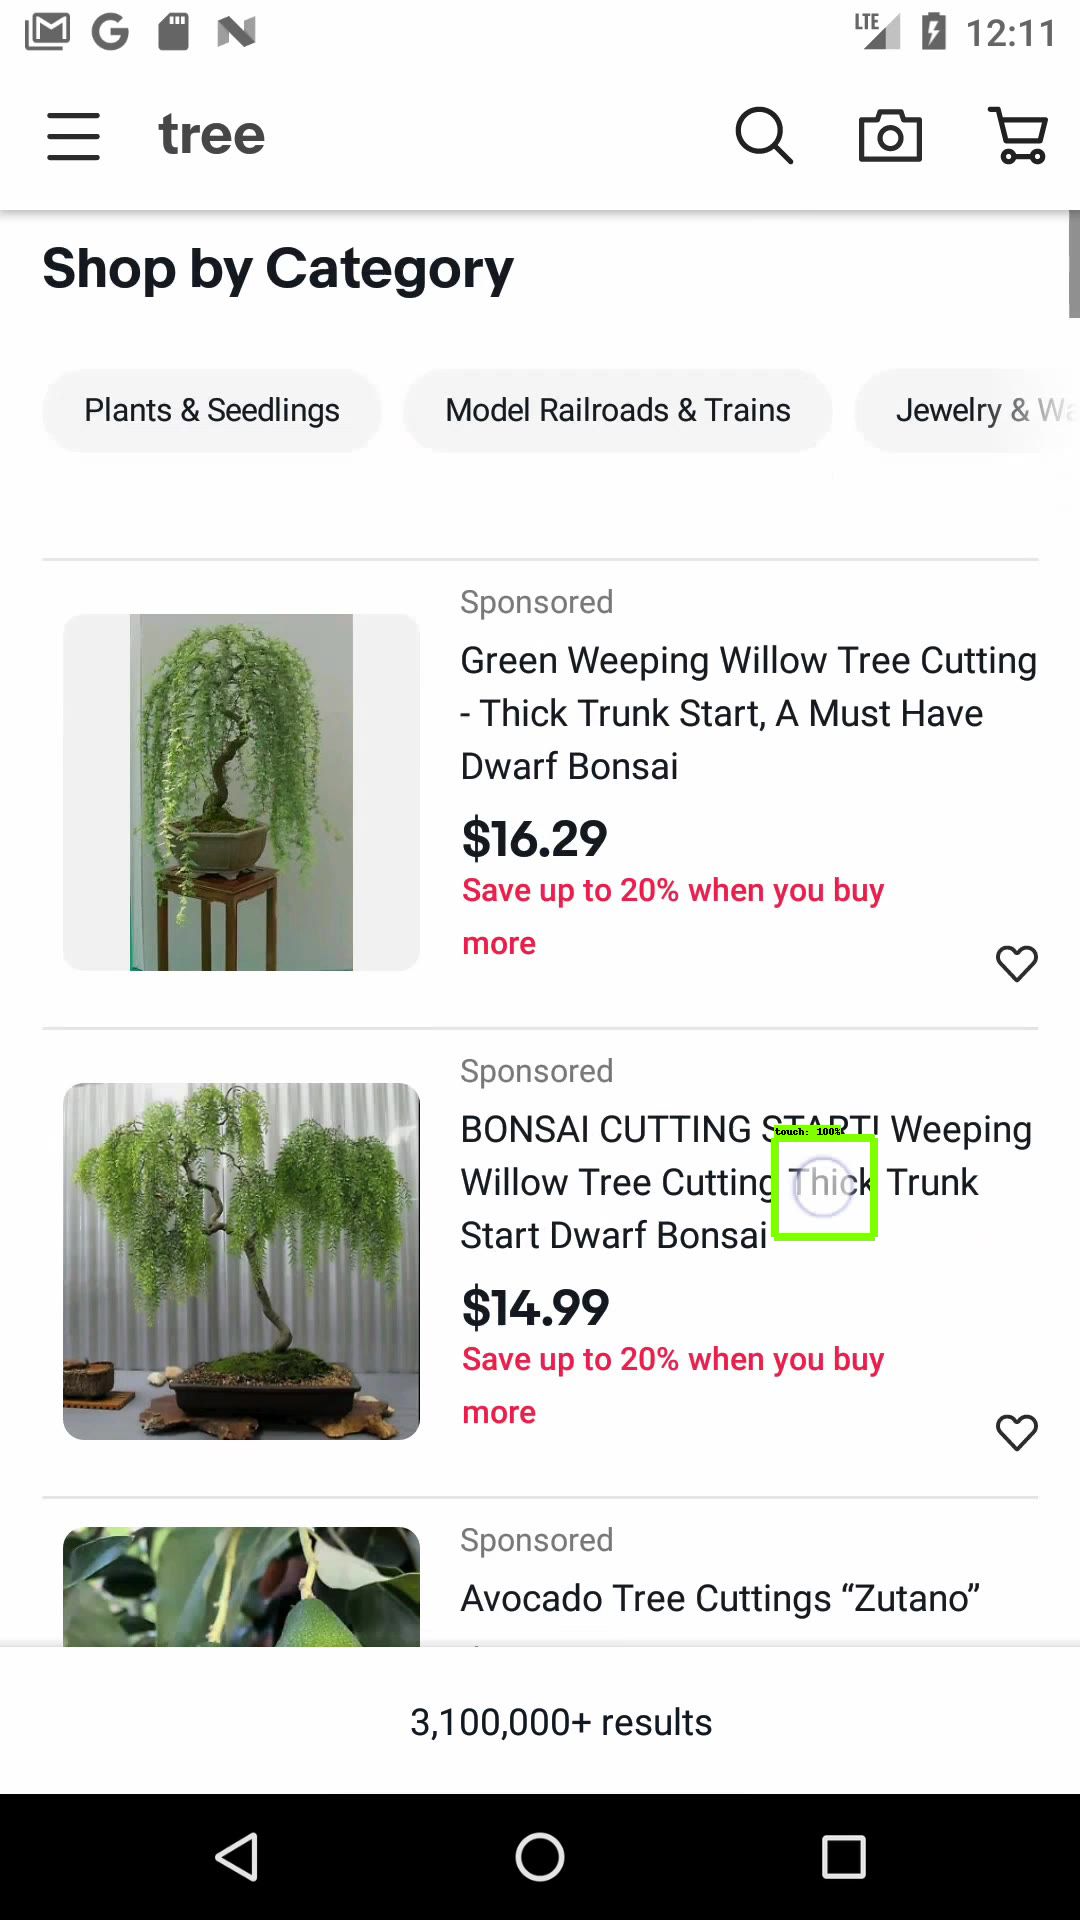 LTE 12:11
tree
Shop by Category
Plants & Seedlings
Model Railroads & Trains
Jewelry & Wa
Sponsored
Green Weeping Willow Tree Cutting
- Thick Trunk Start, A Must Have
Dwarf Bonsai
$16.29
Save up to 20% when you buy
more
Sponsored
BONSAI CUTTING START! Weeping
touch: 100%
Willow Tree Cutting Thick Trunk
Start Dwarf Bonsai
$14.99
Save up to 20% when you buy
more
Sponsored
Avocado Tree Cuttings “Zutano”
3,100,000+ results